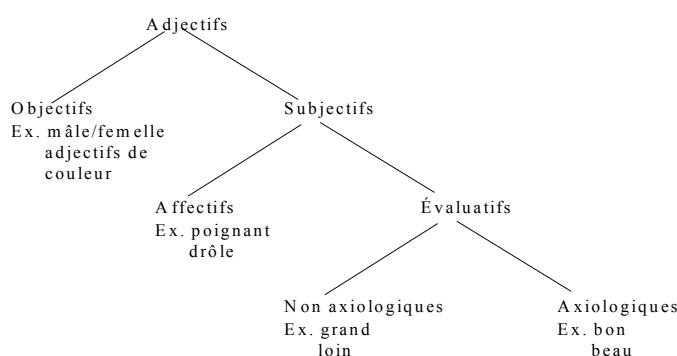 Adjectifs
Objectifs
Ex. mâle/femelle
adjectifs de
couleur
Subjectifs
Affectifs
Ex. poignant
drôle
Évaluatifs
Non axiologiques
Ex. grand
loin
Axiologiques
Ex. bon
beau